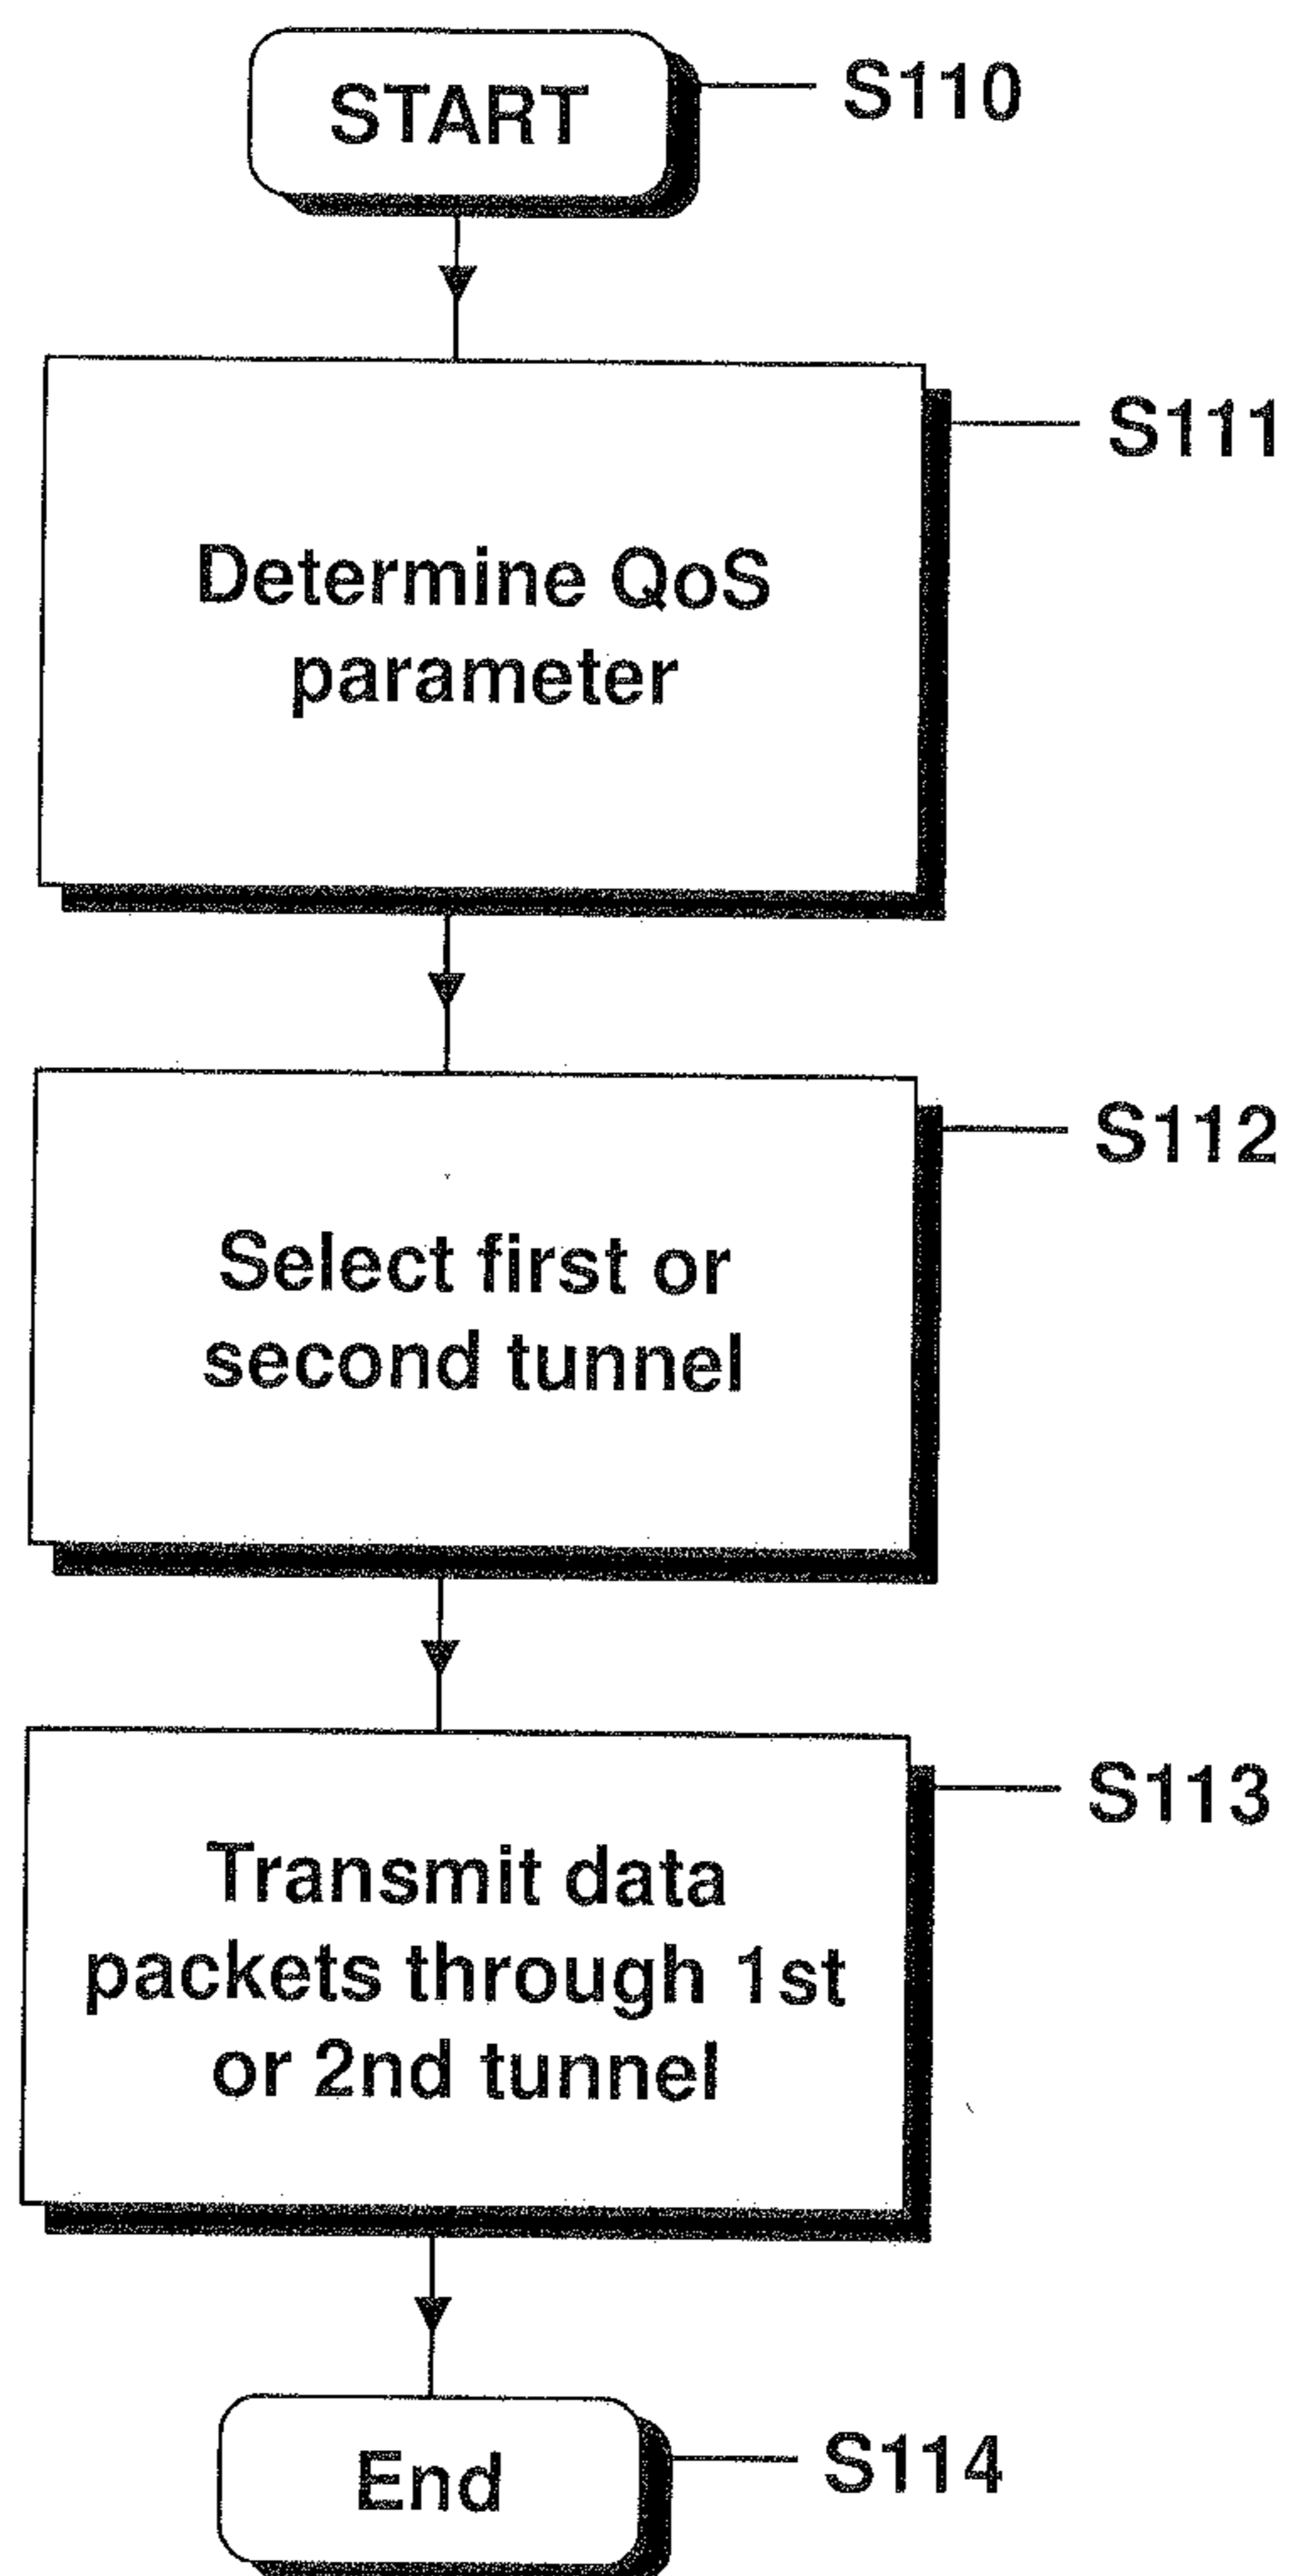 START
S110
S111
Determine QoS
parameter
S112
Select first or
second tunnel
S113
Transmit data
packets through 1st
or 2nd tunnel
End
S114